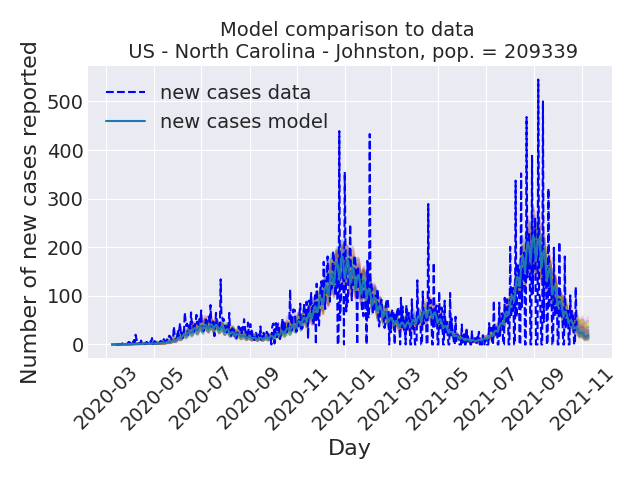 Model comparison to data
US - North Carolina - Johnston, pop. = 209339
Number of new cases reported
500
400
300
200
100
0
new cases data
new cases model
2020-03
2020-05
2020-07
2020-09
2020-11
2021-01
2021-03
2021-05
2021-07
2021-09
2021-11
Day